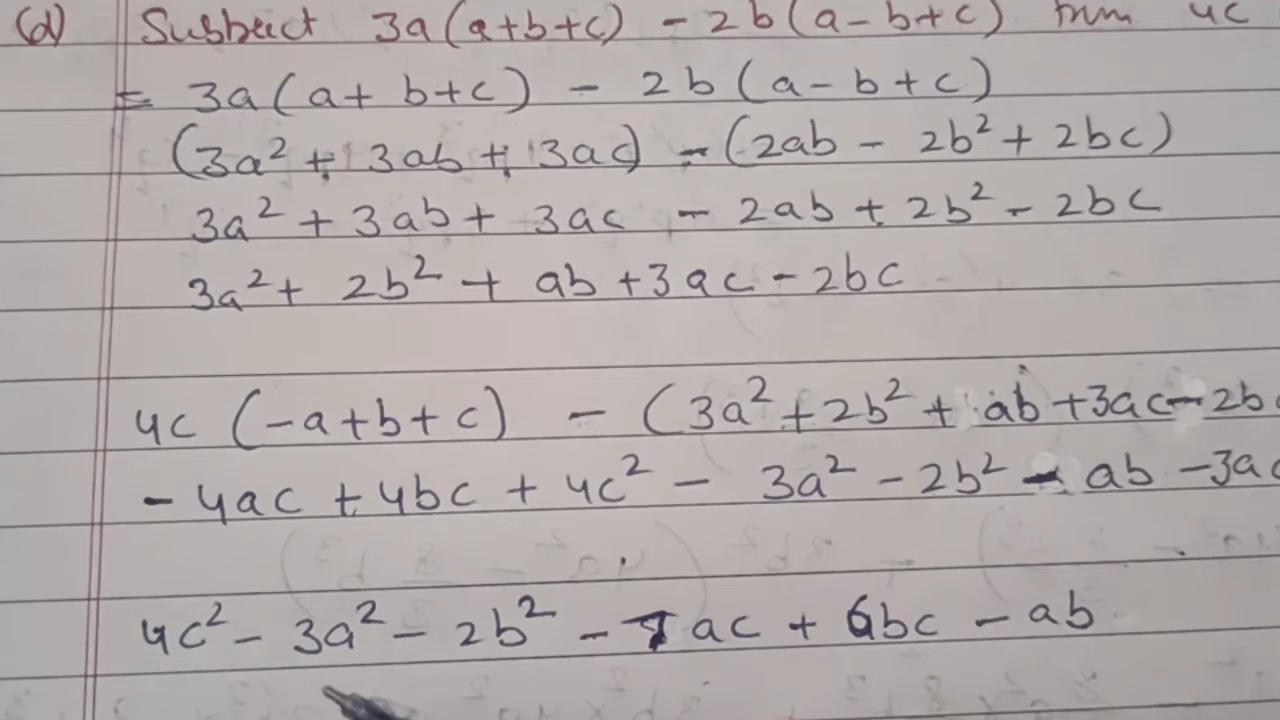 (d) Subtract 3a(a+b+c) - 2b(a-b+c) from 4c
= 3a(a+ b+c) - 2b(a-b+c)
(3a² + 3ab + 3ac) - (2ab - 2b² + 2bc)
3a² + 3ab + 3ac - 2ab + 2b² - 2bc
3a² + 2b² + ab +3ac - 2bc
4c (-a+b+c) - (3a² + 2b² + ab +3ac - 2b
- 4ac + 4bc + 4c² - 3a² - 2b² - ab - 3ac
4c² - 3a² - 2b² - 7ac + 6bc - ab